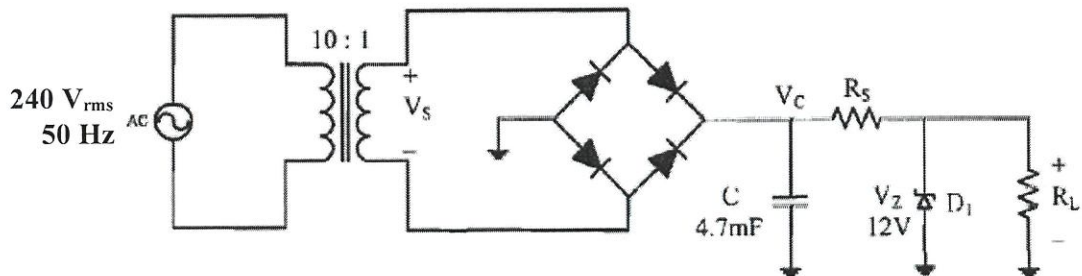 10 : 1
240 Vrms
50 Hz
AC
+
VS
−
VC
RS
C
4.7mF
VZ
12V
D1
+
RL
−